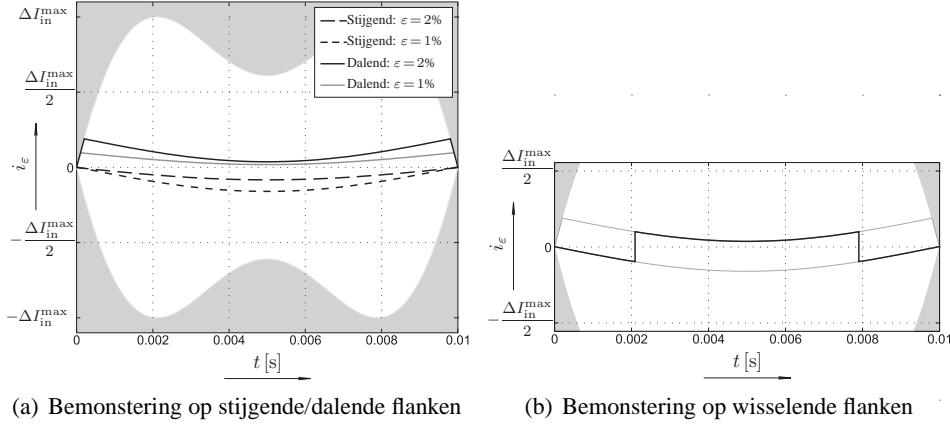 ΔI_in^max
ΔI_in^max / 2
0
−ΔI_in^max / 2
−ΔI_in^max
i_ε
Stijgend: ε = 2%
Stijgend: ε = 1%
Dalend: ε = 2%
Dalend: ε = 1%
0 0.002 0.004 0.006 0.008 0.01
t [s]
(a) Bemonstering op stijgende/dalende flanken
ΔI_in^max / 2
0
−ΔI_in^max / 2
i_ε
0 0.002 0.004 0.006 0.008 0.01
t [s]
(b) Bemonstering op wisselende flanken